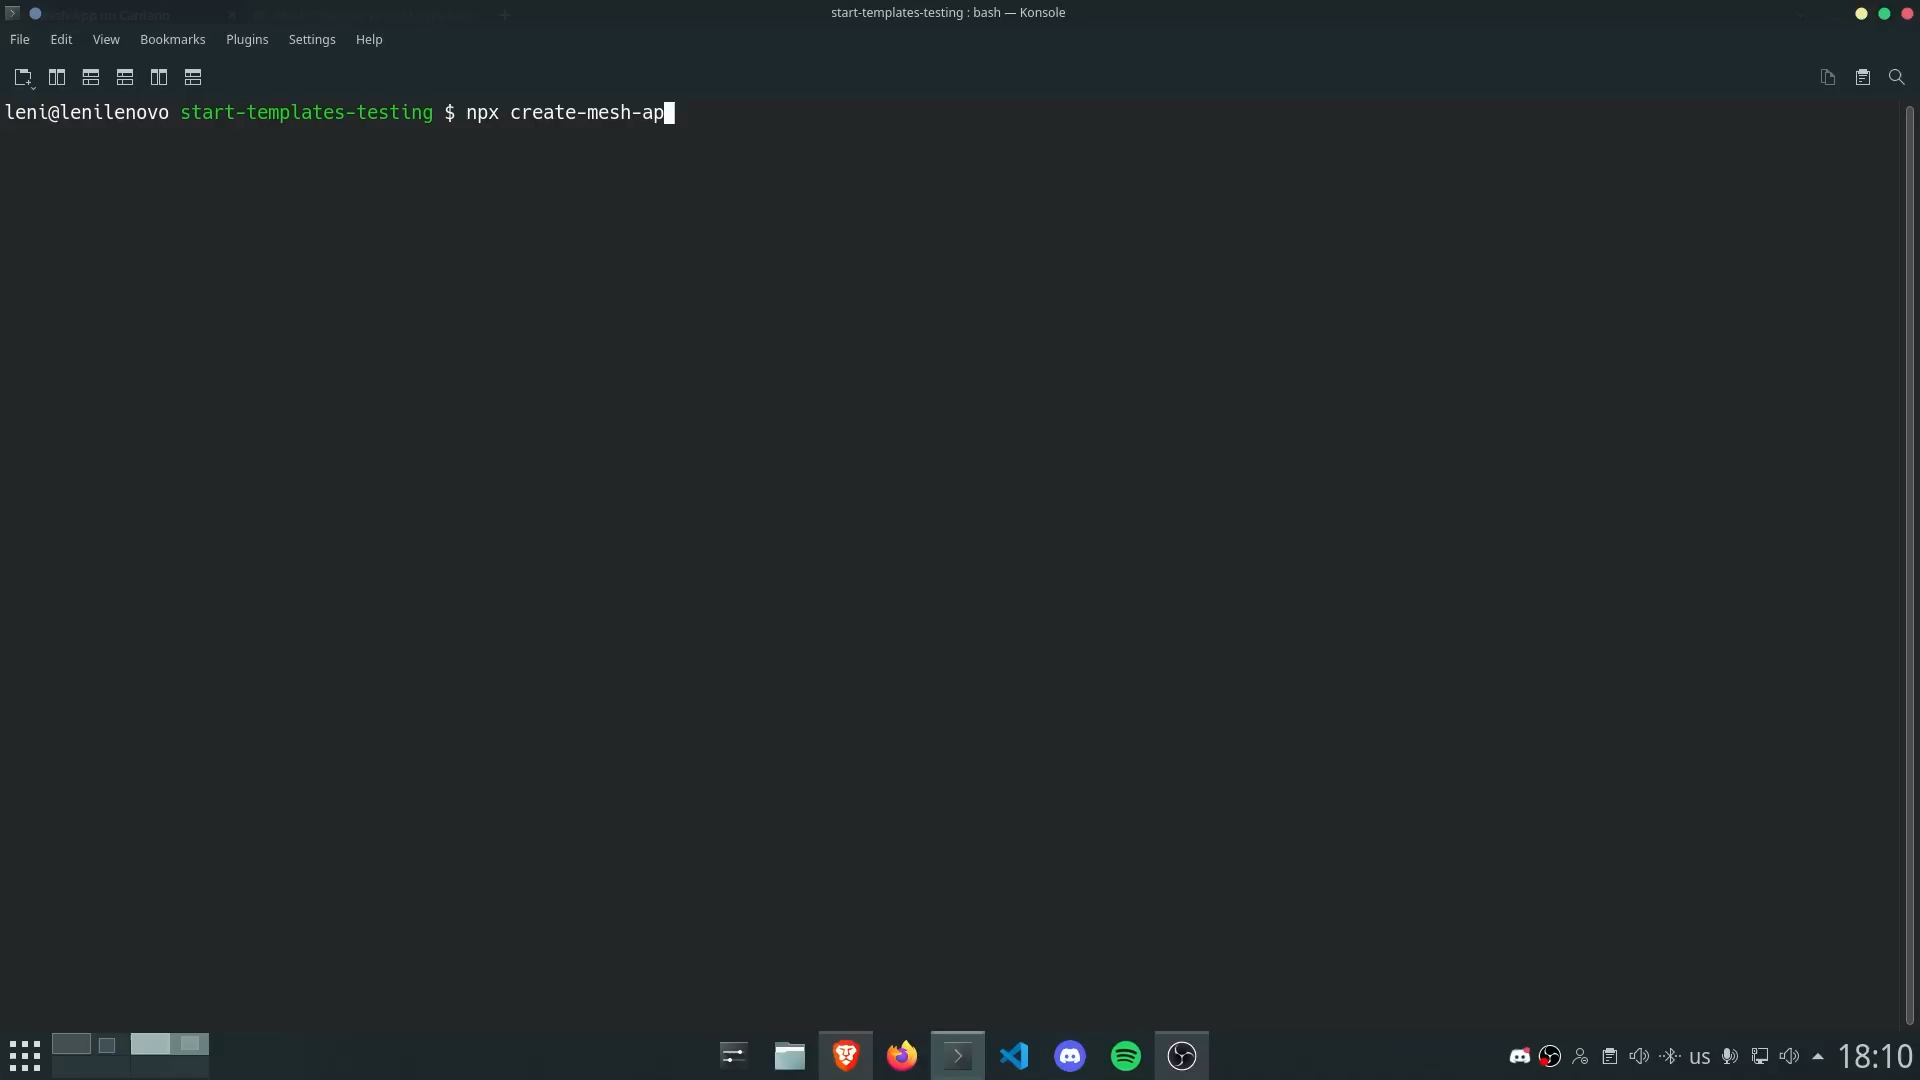 start-templates-testing : bash — Konsole
File Edit View Bookmarks Plugins Settings Help
leni@lenilenovo start-templates-testing $ npx create-mesh-ap
us
18:10